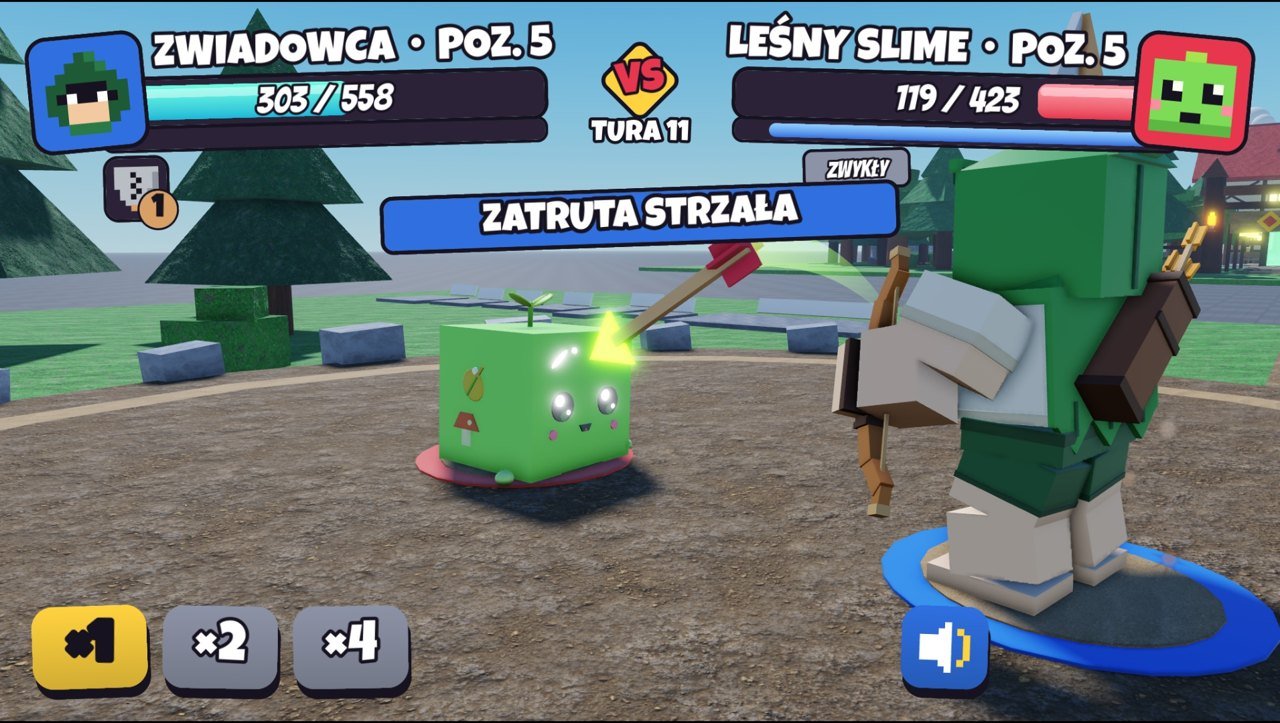 ZWIADOWCA • POZ. 5
303 / 558
VS
TURA 11
LEŚNY SLIME • POZ. 5
119 / 423
1
ZWYKŁY
ZATRUTA STRZAŁA
×1
×2
×4